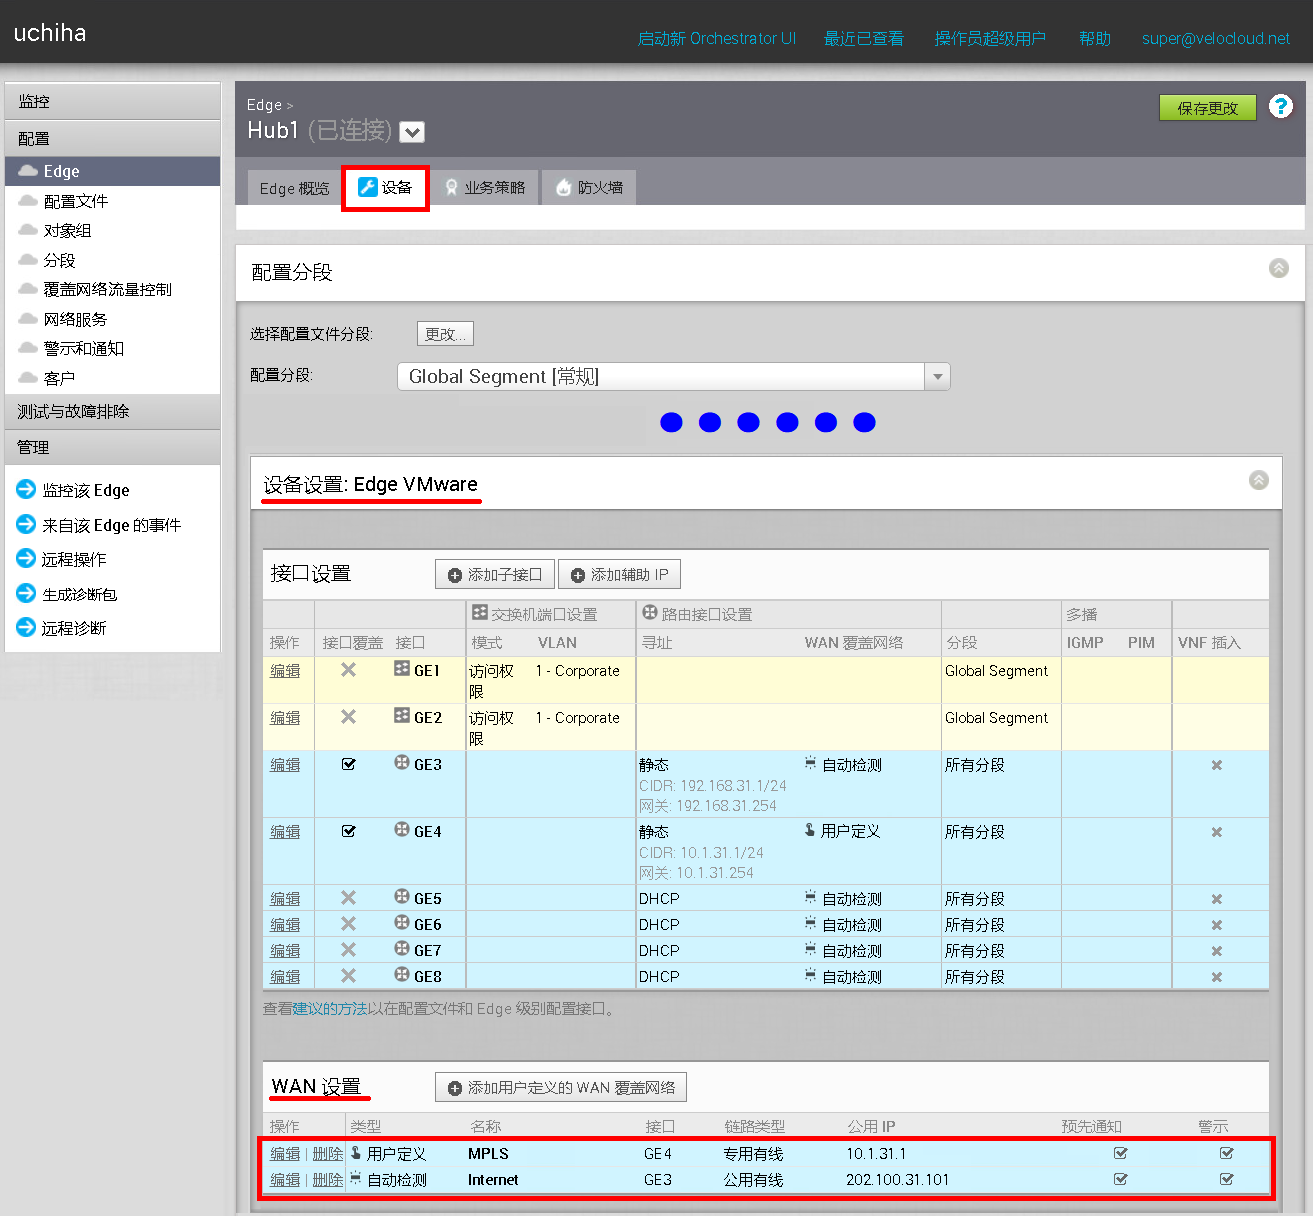 uchiha
启动新 Orchestrator UI 最近已查看 操作员超级用户 帮助 super@velocloud.net
监控
配置
Edge
配置文件
对象组
分段
覆盖网络流量控制
网络服务
警示和通知
客户
测试与故障排除
管理
监控该 Edge
来自该 Edge 的事件
远程操作
生成诊断包
远程诊断
Edge >
Hub1 (已连接)
保存更改 ?
Edge 概览 设备 业务策略 防火墙
配置分段
选择配置文件分段: 更改...
配置分段: Global Segment [常规]
设备设置: Edge VMware
接口设置 添加子接口 添加辅助 IP
交换机端口设置 路由接口设置 多播
操作 接口覆盖 接口 模式 VLAN 寻址 WAN 覆盖网络 分段 IGMP PIM VNF 插入
编辑 GE1 访问权限 1 - Corporate Global Segment
编辑 GE2 访问权限 1 - Corporate Global Segment
编辑 GE3 静态 自动检测 所有分段
CIDR: 192.168.31.1/24
网关: 192.168.31.254
编辑 GE4 静态 用户定义 所有分段
CIDR: 10.1.31.1/24
网关: 10.1.31.254
编辑 GE5 DHCP 自动检测 所有分段
编辑 GE6 DHCP 自动检测 所有分段
编辑 GE7 DHCP 自动检测 所有分段
编辑 GE8 DHCP 自动检测 所有分段
查看建议的方法以在配置文件和 Edge 级别配置接口。
WAN 设置 添加用户定义的 WAN 覆盖网络
操作 类型 名称 接口 链路类型 公用 IP 预先通知 警示
编辑 | 删除 用户定义 MPLS GE4 专用有线 10.1.31.1
编辑 | 删除 自动检测 Internet GE3 公用有线 202.100.31.101